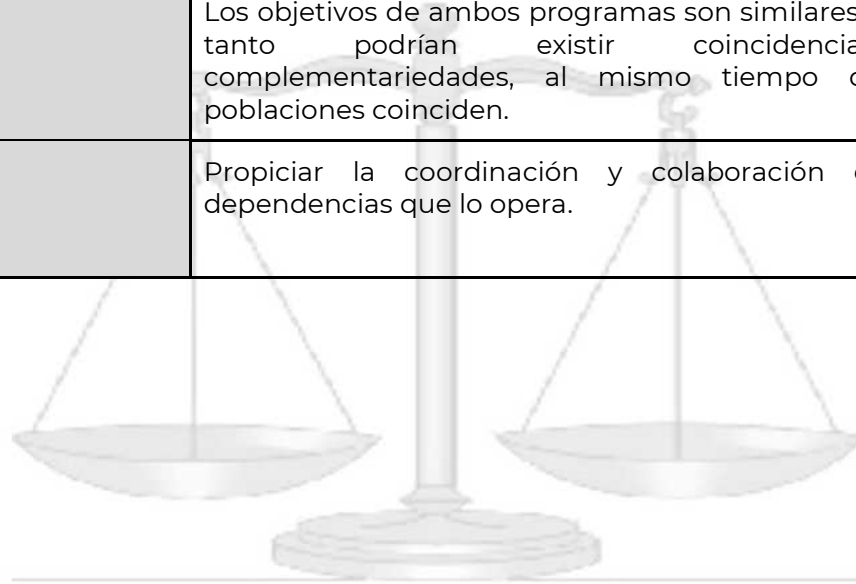 Los objetivos de ambos programas son similares
tanto podrían existir
complementariedades, al mismo tiempo
poblaciones coinciden.
Propiciar la coordinación y colaboración
dependencias que lo opera.